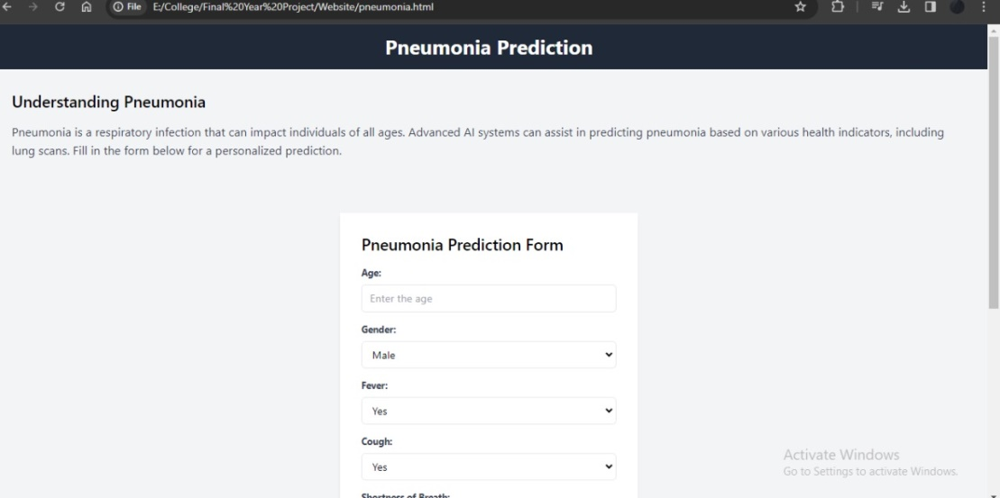 File E:/College/Final%20Year%20Project/Website/pneumonia.html
Pneumonia Prediction
Understanding Pneumonia
Pneumonia is a respiratory infection that can impact individuals of all ages. Advanced AI systems can assist in predicting pneumonia based on various health indicators, including
lung scans. Fill in the form below for a personalized prediction.
Pneumonia Prediction Form
Age:
Enter the age
Gender:
Male
Fever:
Yes
Cough:
Yes
Activate Windows
Go to Settings to activate Windows.
Shortness of Breath: